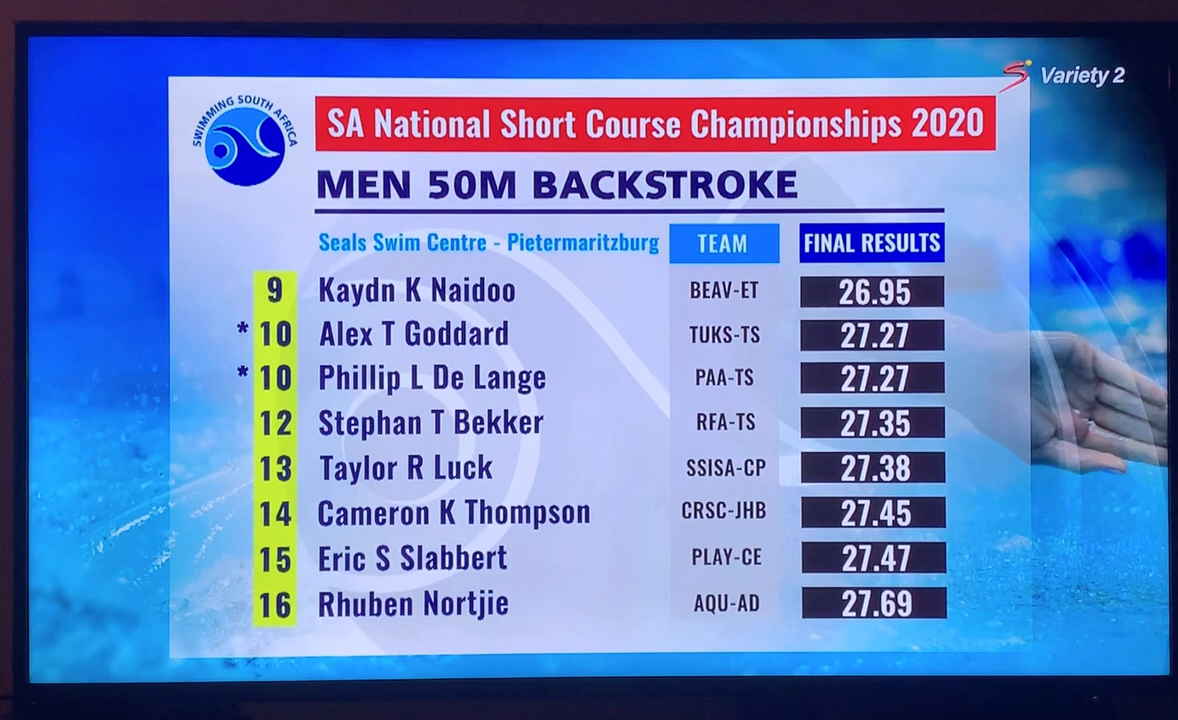 Variety 2
SWIMMING SOUTH AFRICA
SA National Short Course Championships 2020
MEN 50M BACKSTROKE
Seals Swim Centre - Pietermaritzburg TEAM FINAL RESULTS
9 Kaydn K Naidoo BEAV-ET 26.95
* 10 Alex T Goddard TUKS-TS 27.27
* 10 Phillip L De Lange PAA-TS 27.27
12 Stephan T Bekker RFA-TS 27.35
13 Taylor R Luck SSISA-CP 27.38
14 Cameron K Thompson CRSC-JHB 27.45
15 Eric S Slabbert PLAY-CE 27.47
16 Rhuben Nortjie AQU-AD 27.69